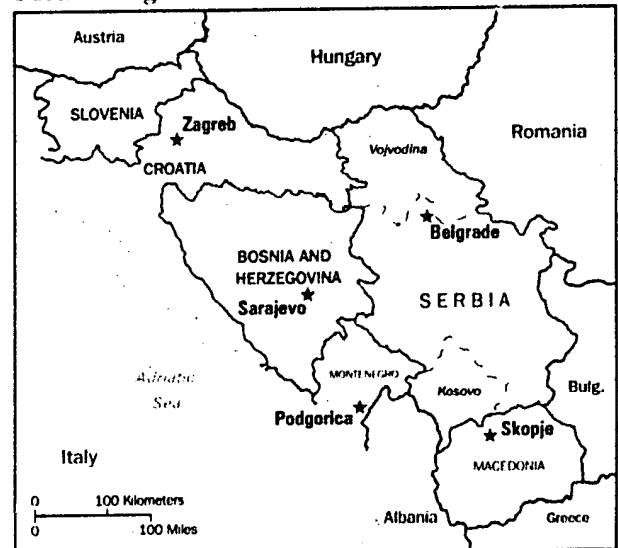 Austria
Hungary
SLOVENIA
Zagreb
Romania
Vojvodina
CROATIA
Belgrade
BOSNIA AND
HERZEGOVINA
Sarajevo
SERBIA
Adriatic
Sea
MONTENEGRO
Kosovo
Bulg.
Podgorica
Skopje
Italy
MACEDONIA
0 100 Kilometers
0 100 Miles
Albania
Greece